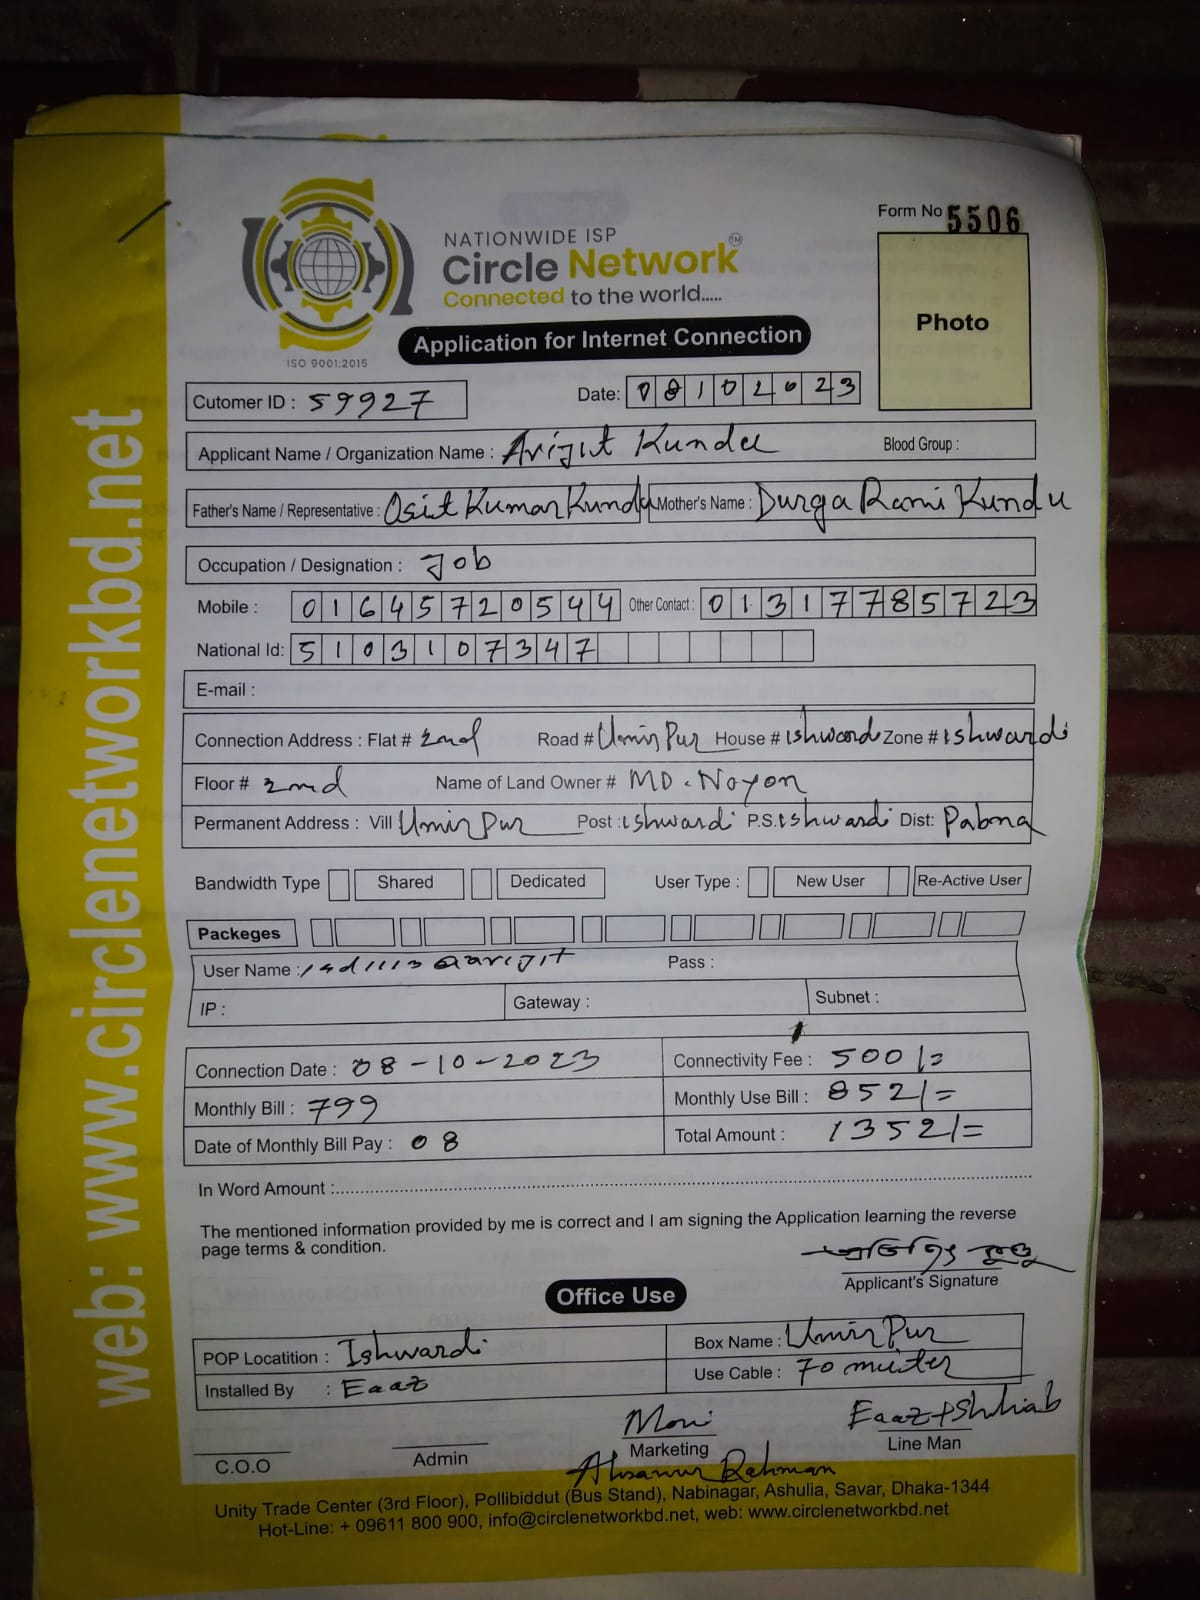 Form No 5506
NATIONWIDE ISP
Circle Network TM
Connected to the world.....
ISO 9001:2015
Application for Internet Connection
Photo
Cutomer ID : 59927
Date: 08102023
Applicant Name / Organization Name : Arijit Kundu
Blood Group :
Father's Name / Representative : Osit Kumar Kundu Mother's Name : Durga Rani Kundu
Occupation / Designation : Job
Mobile : 01645720544 Other Contact : 01317785723
National Id: 5103107347
E-mail :
Connection Address : Flat # 2nd Road # Umir Pur House # ishwardi Zone # ishwardi
Floor # 2nd Name of Land Owner # MD. Noyon
Permanent Address : Vill Umir Pur Post : ishwardi P.S. ishwardi Dist: Pabna
Bandwidth Type Shared Dedicated User Type : New User Re-Active User
Packeges
User Name : Pass :
IP : Gateway : Subnet :
Connection Date : 08-10-2023 Connectivity Fee : 500/=
Monthly Bill : 799 Monthly Use Bill : 852/=
Date of Monthly Bill Pay : 08 Total Amount : 1352/=
In Word Amount :
The mentioned information provided by me is correct and I am signing the Application learning the reverse
page terms & condition.
Applicant's Signature
Office Use
POP Locatition : Ishwardi Box Name : Umir Pur
Installed By : Eaaz Use Cable : 70 miter
Moni Eaaz+Shihab
C.O.O Admin Marketing Line Man
Ahsanur Rahman
Unity Trade Center (3rd Floor), Pollibiddut (Bus Stand), Nabinagar, Ashulia, Savar, Dhaka-1344
Hot-Line: + 09611 800 900, info@circlenetworkbd.net, web: www.circlenetworkbd.net
web: www.circlenetworkbd.net